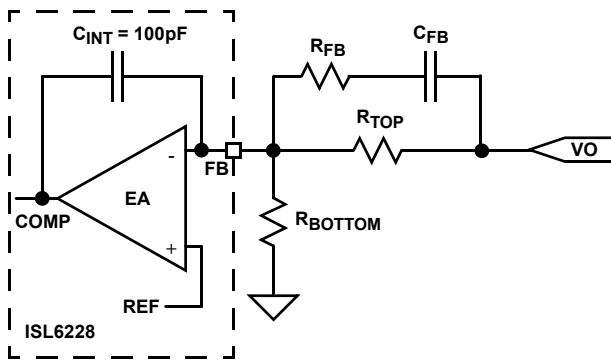 CINT = 100pF
RFB
CFB
RTOP
VO
-
FB
EA
COMP
RBOTTOM
+
REF
ISL6228